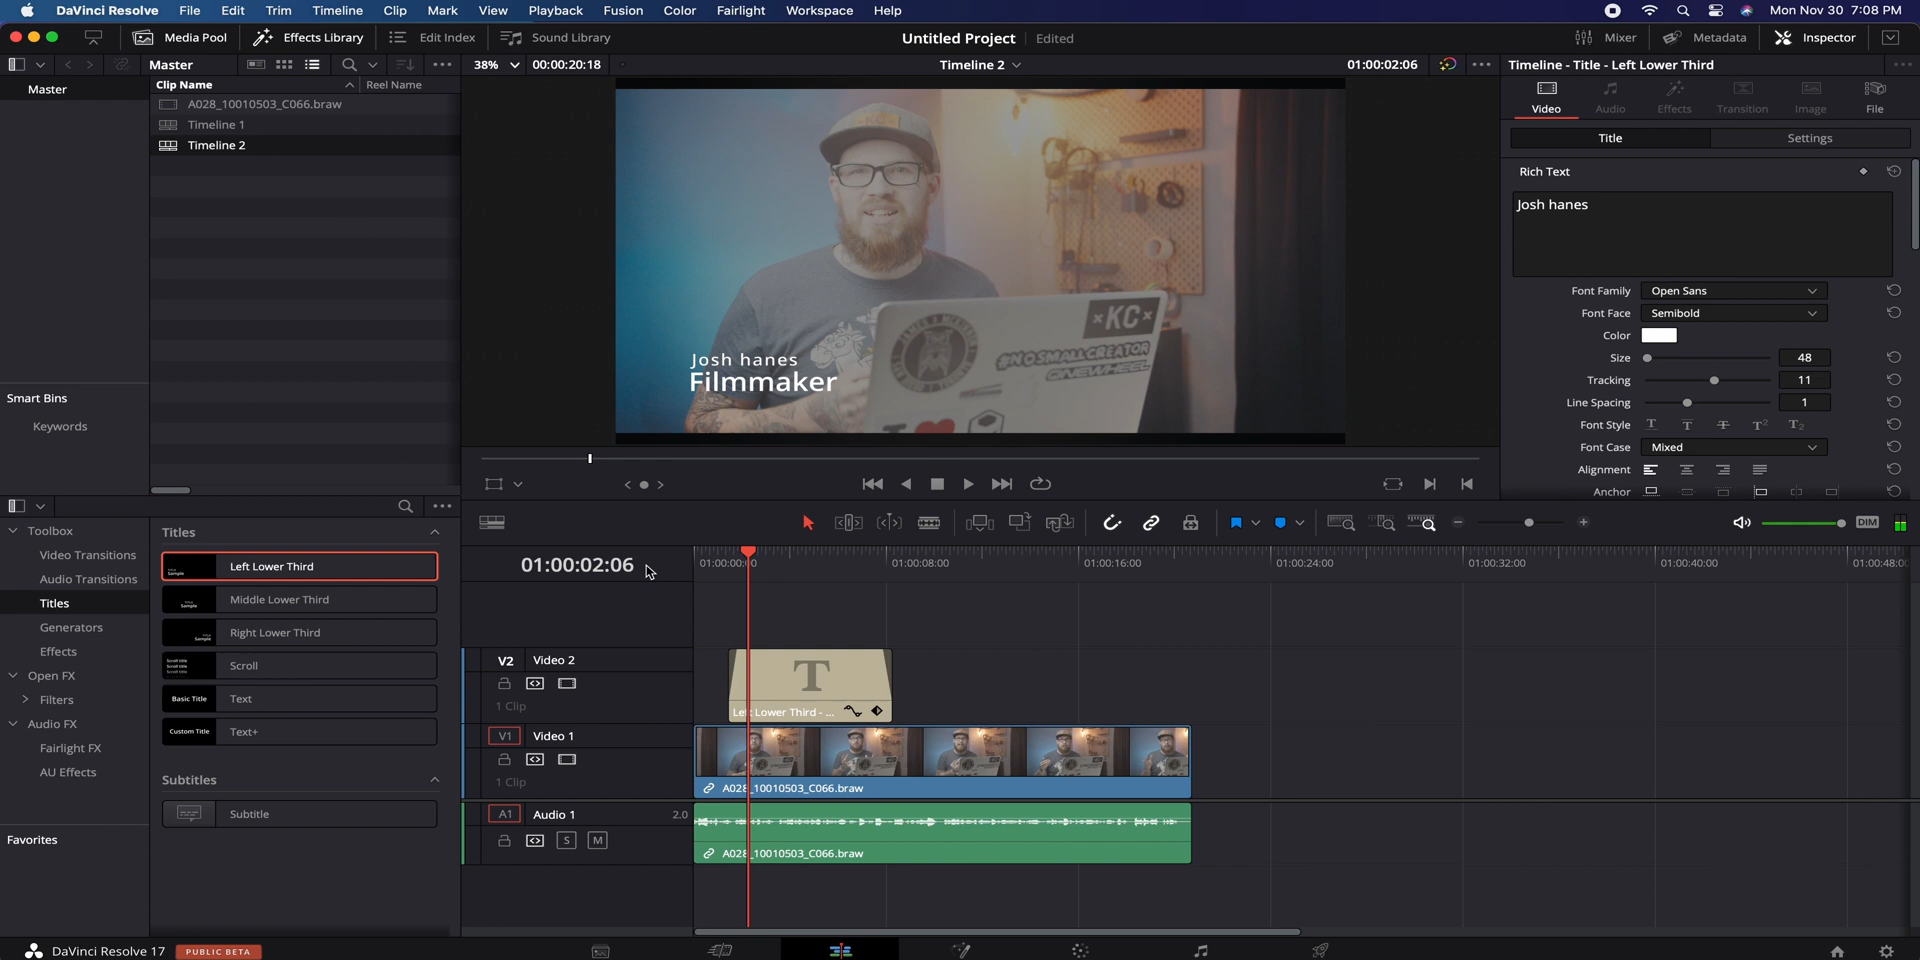 DaVinci Resolve File Edit Trim Timeline Clip Mark View Playback Fusion Color Fairlight Workspace Help Mon Nov 30 7:08 PM
Media Pool Effects Library Edit Index Sound Library Untitled Project Edited Mixer Metadata Inspector
Master 38% 00:00:20:18 Timeline 2 01:00:02:06 Timeline - Title - Left Lower Third
Master Clip Name Reel Name
A028_10010503_C066.braw
Timeline 1
Timeline 2
Video Audio Effects Transition Image File
Title Settings
Rich Text
Josh hanes
Font Family Open Sans
Font Face Semibold
Color
Size 48
Tracking 11
Line Spacing 1
Font Style T T T T² T₂
Font Case Mixed
Alignment
Anchor
×KC×
#NOSMALLCREATOR
CINEWHEEL
Josh hanes
Filmmaker
Smart Bins
Keywords
Toolbox
Video Transitions
Audio Transitions
Titles
Generators
Effects
Open FX
Filters
Audio FX
Fairlight FX
AU Effects
Favorites
Titles
Left Lower Third
Middle Lower Third
Right Lower Third
Scroll
Basic Title Text
Custom Title Text+
Subtitles
Subtitle
DIM
01:00:02:06 01:00:00:00 01:00:08:00 01:00:16:00 01:00:24:00 01:00:32:00 01:00:40:00 01:00:48:00
V2 Video 2
1 Clip
T
Left Lower Third - ...
V1 Video 1
1 Clip
A028_10010503_C066.braw
A1 Audio 1 2.0
S M
A028_10010503_C066.braw
DaVinci Resolve 17 PUBLIC BETA